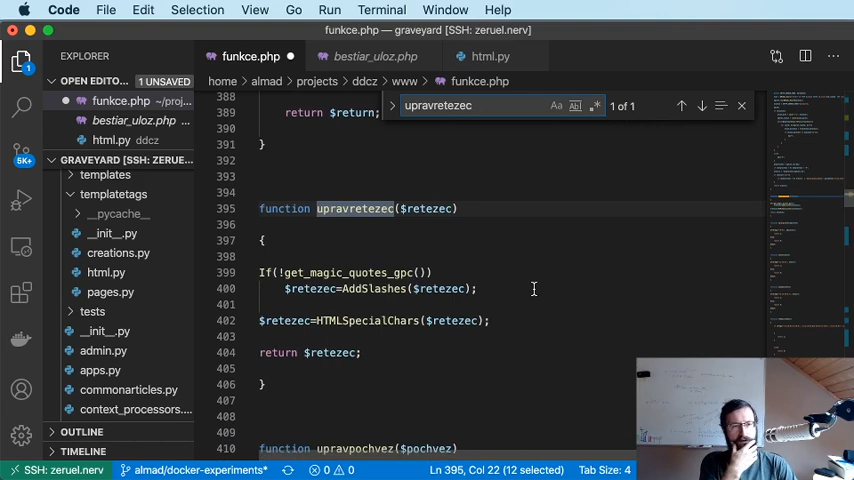 Code File Edit Selection View Go Run Terminal Window Help
funkce.php — graveyard [SSH: zeruel.nerv]
EXPLORER
funkce.php
bestiar_uloz.php
html.py
OPEN EDITO... 1 UNSAVED
home > almad > projects > ddcz > www > funkce.php
funkce.php ~/proj...
bestiar_uloz.php ...
html.py ddcz
GRAVEYARD [SSH: ZERUE...
templates
templatetags
__pycache__
__init__.py
creations.py
html.py
pages.py
tests
__init__.py
admin.py
apps.py
commonarticles.py
context_processors....
OUTLINE
TIMELINE
1
5K+
upravretezec Aa Ab| .* 1 of 1
388
389 return $return;
390
391 }
392
393
394
395 function upravretezec($retezec)
396
397 {
398
399 If(!get_magic_quotes_gpc())
400 $retezec=AddSlashes($retezec);
401
402 $retezec=HTMLSpecialChars($retezec);
403
404 return $retezec;
405
406 }
407
408
409
410 function upravpochvez($pochvez)
SSH: zeruel.nerv almad/docker-experiments* 0 0 Ln 395, Col 22 (12 selected) Tab Size: 4